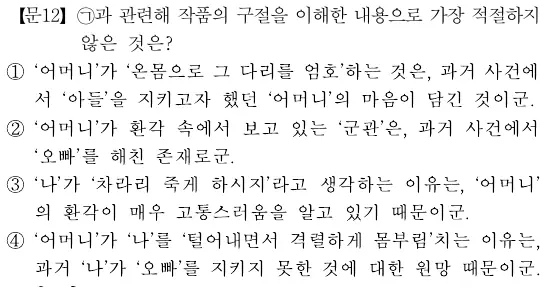 【문12】 ㉠과 관련해 작품의 구절을 이해한 내용으로 가장 적절하지
않은 것은?
① ‘어머니’가 ‘온몸으로 그 다리를 엄호’하는 것은, 과거 사건에
서 ‘아들’을 지키고자 했던 ‘어머니’의 마음이 담긴 것이군.
② ‘어머니’가 환각 속에서 보고 있는 ‘군관’은, 과거 사건에서
‘오빠’를 해친 존재로군.
③ ‘나’가 ‘차라리 죽게 하시지’라고 생각하는 이유는, ‘어머니’
의 환각이 매우 고통스러움을 알고 있기 때문이군.
④ ‘어머니’가 ‘나’를 ‘털어내면서 격렬하게 몸부림’치는 이유는,
과거 ‘나’가 ‘오빠’를 지키지 못한 것에 대한 원망 때문이군.